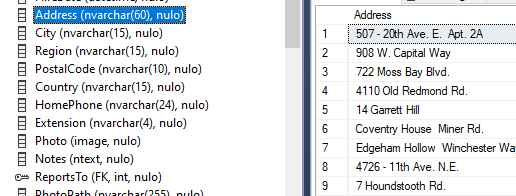 Address (nvarchar(60), nulo)
City (nvarchar(15), nulo)
Region (nvarchar(15), nulo)
PostalCode (nvarchar(10), nulo)
Country (nvarchar(15), nulo)
HomePhone (nvarchar(24), nulo)
Extension (nvarchar(4), nulo)
Photo (image, nulo)
Notes (ntext, nulo)
ReportsTo (FK, int, nulo)
PhotoPath (nvarchar(255), nulo)
Address
1 507 - 20th Ave. E. Apt. 2A
2 908 W. Capital Way
3 722 Moss Bay Blvd.
4 4110 Old Redmond Rd.
5 14 Garrett Hill
6 Coventry House Miner Rd.
7 Edgeham Hollow Winchester Way
8 4726 - 11th Ave. N.E.
9 7 Houndstooth Rd.